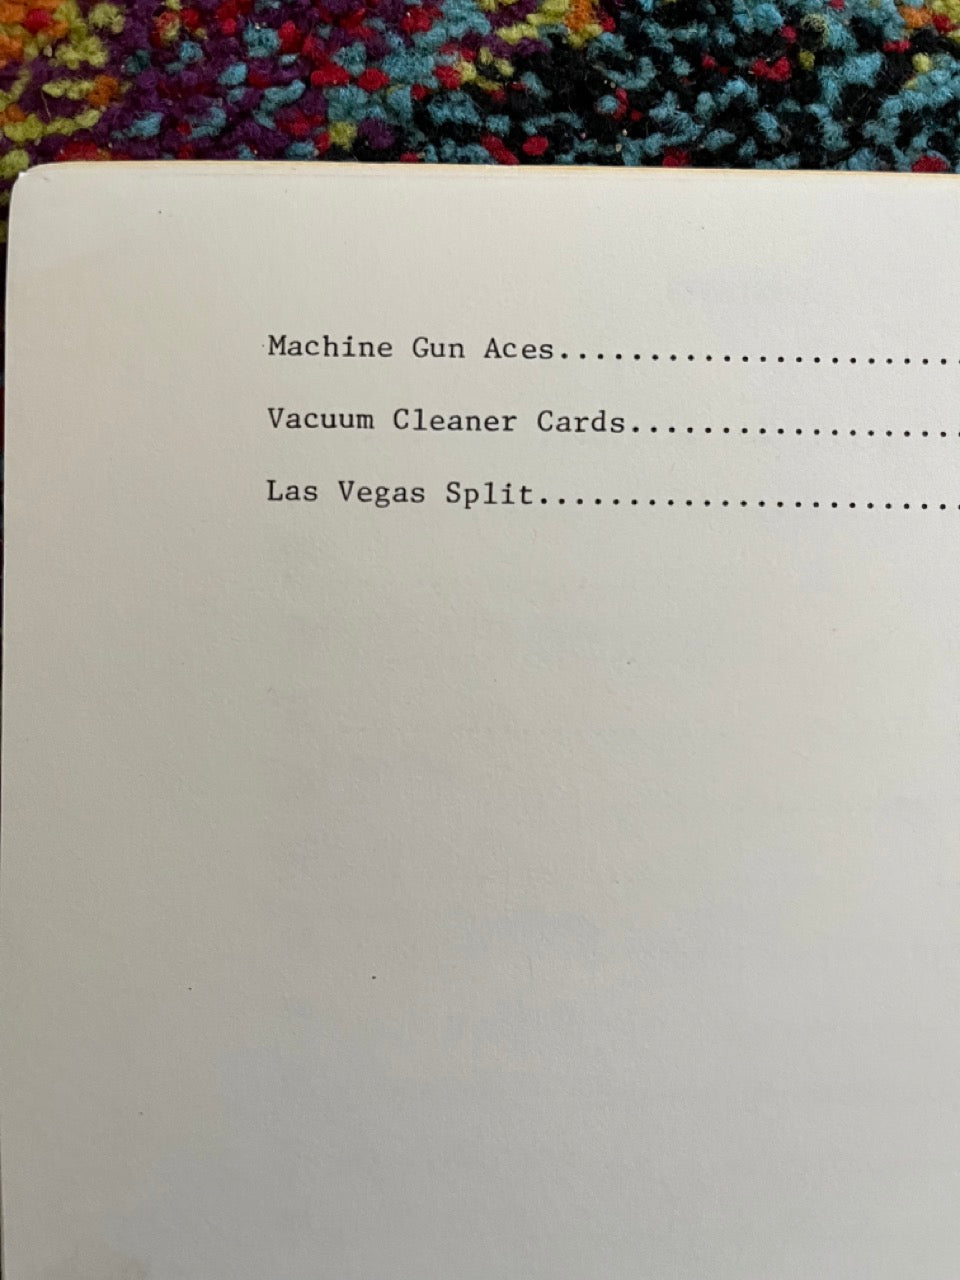 Machine Gun Aces.......................
Vacuum Cleaner Cards...................
Las Vegas Split........................